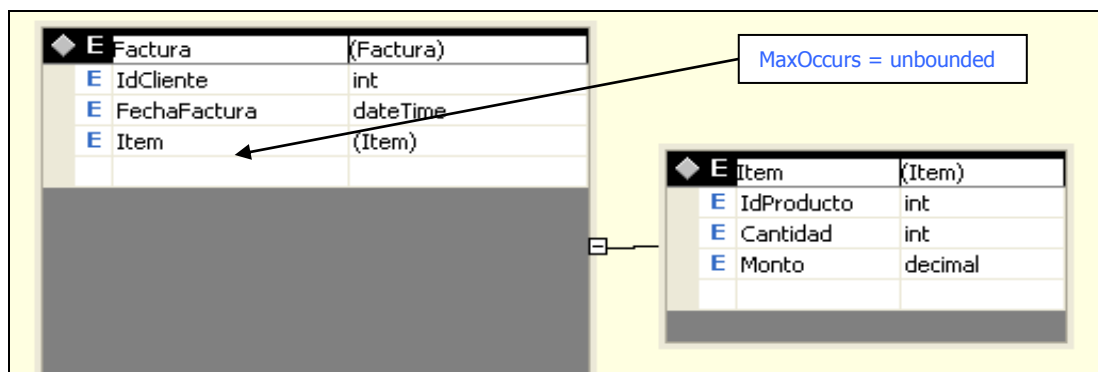 E Factura (Factura)
E IdCliente int
E FechaFactura dateTime
E Item (Item)
MaxOccurs = unbounded
E Item (Item)
E IdProducto int
E Cantidad int
E Monto decimal